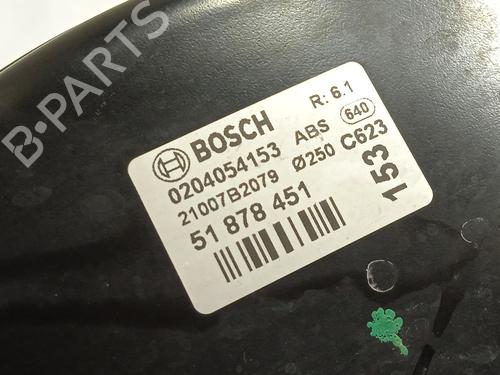 BOSCH R: 6.1
0204054153 ABS 640
21007B2079 Ø250 C623
51 878 451 153
B-PARTS